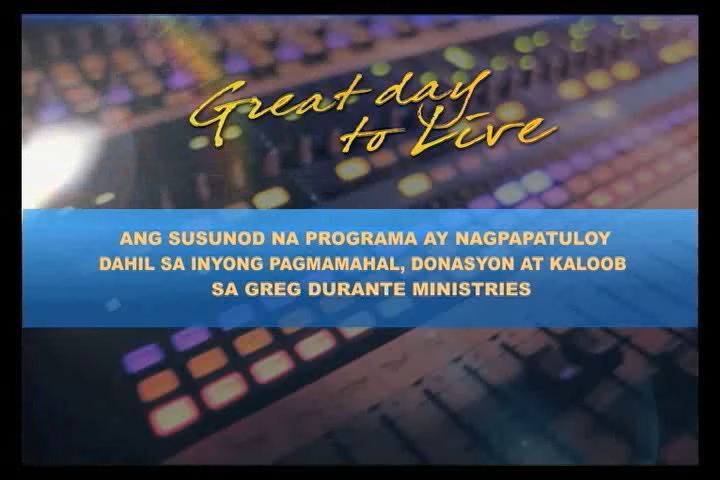 Great day
to Live
ANG SUSUNOD NA PROGRAMA AY NAGPAPATULOY
DAHIL SA INYONG PAGMAMAHAL, DONASYON AT KALOOB
SA GREG DURANTE MINISTRIES